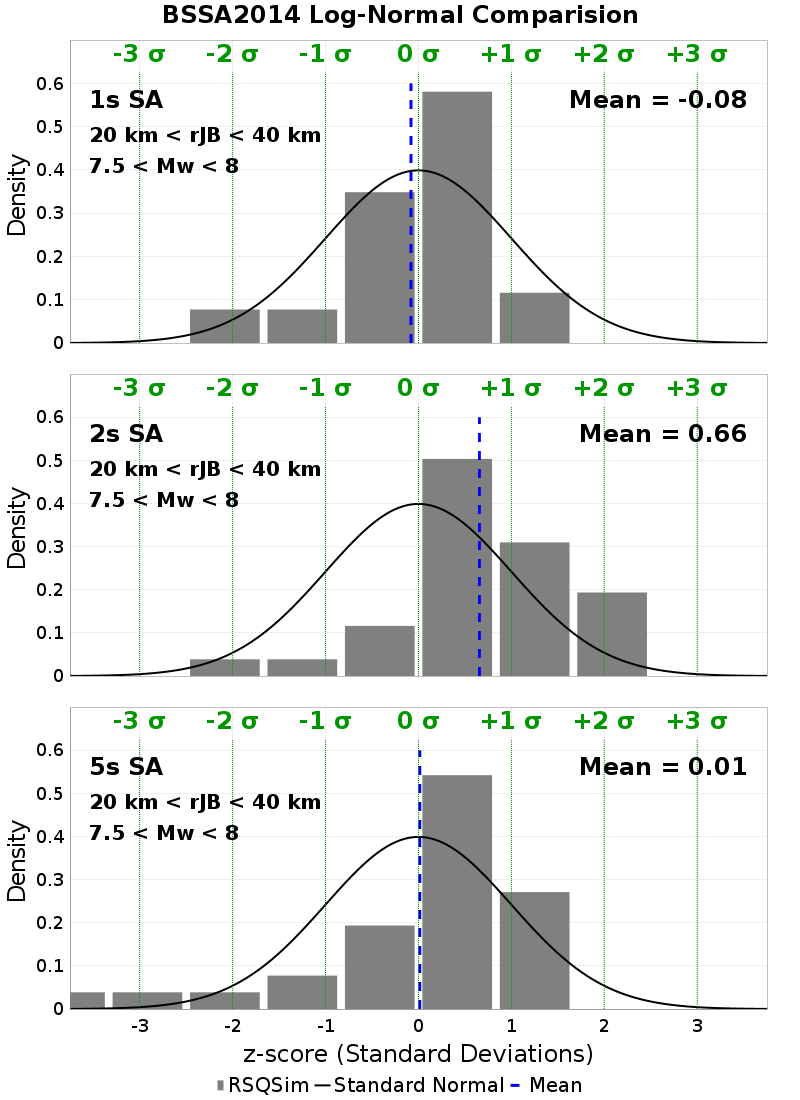 BSSA2014 Log-Normal Comparision
-3 σ -2 σ -1 σ 0 σ +1 σ +2 σ +3 σ
1s SA
Mean = -0.08
20 km < rJB < 40 km
7.5 < Mw < 8
Density
0.6
0.5
0.4
0.3
0.2
0.1
0
-3 σ -2 σ -1 σ 0 σ +1 σ +2 σ +3 σ
2s SA
Mean = 0.66
20 km < rJB < 40 km
7.5 < Mw < 8
Density
0.6
0.5
0.4
0.3
0.2
0.1
0
-3 σ -2 σ -1 σ 0 σ +1 σ +2 σ +3 σ
5s SA
Mean = 0.01
20 km < rJB < 40 km
7.5 < Mw < 8
Density
0.6
0.5
0.4
0.3
0.2
0.1
0
-3 -2 -1 0 1 2 3
z-score (Standard Deviations)
RSQSim Standard Normal Mean